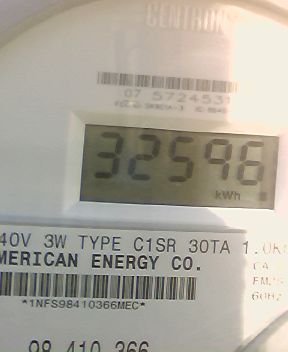 CENTRON
07 5724531
32596
kWh
40V 3W TYPE C1SR 30TA 1.0K
MERICAN ENERGY CO.
CA
*1NFS98410366MEC*
60HZ
98 410 366